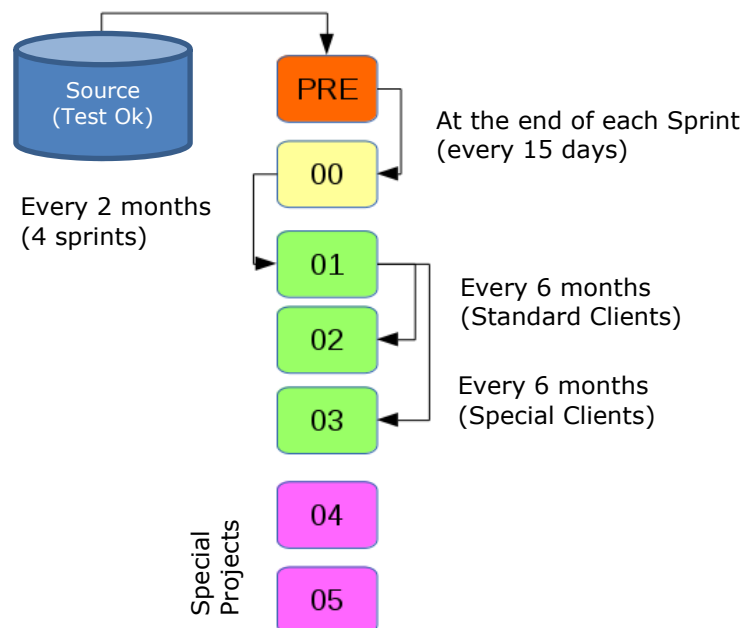 Source
(Test Ok)
PRE
At the end of each Sprint
(every 15 days)
00
Every 2 months
(4 sprints)
01
Every 6 months
(Standard Clients)
02
Every 6 months
(Special Clients)
03
04
Special
Projects
05